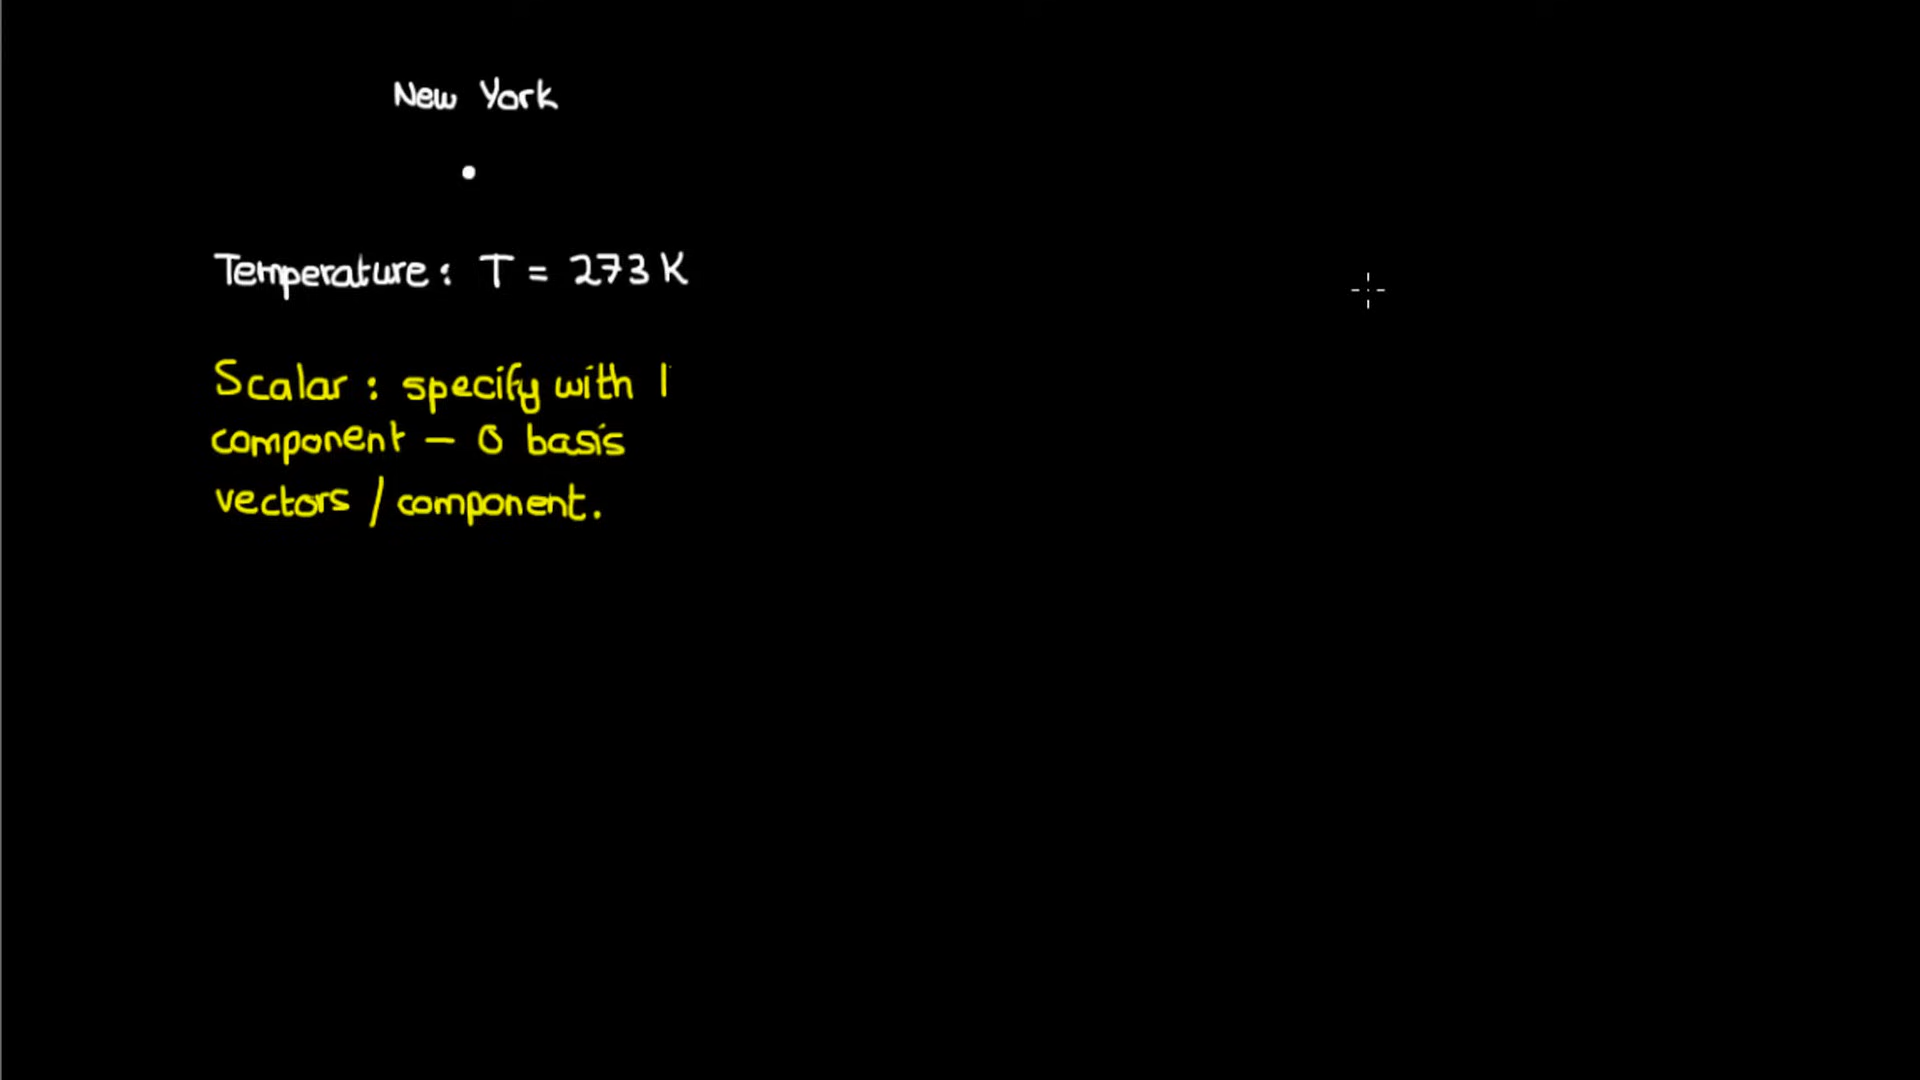 New York
Temperature: T = 273 K
Scalar: specify with 1
component – 0 basis
vectors / component.